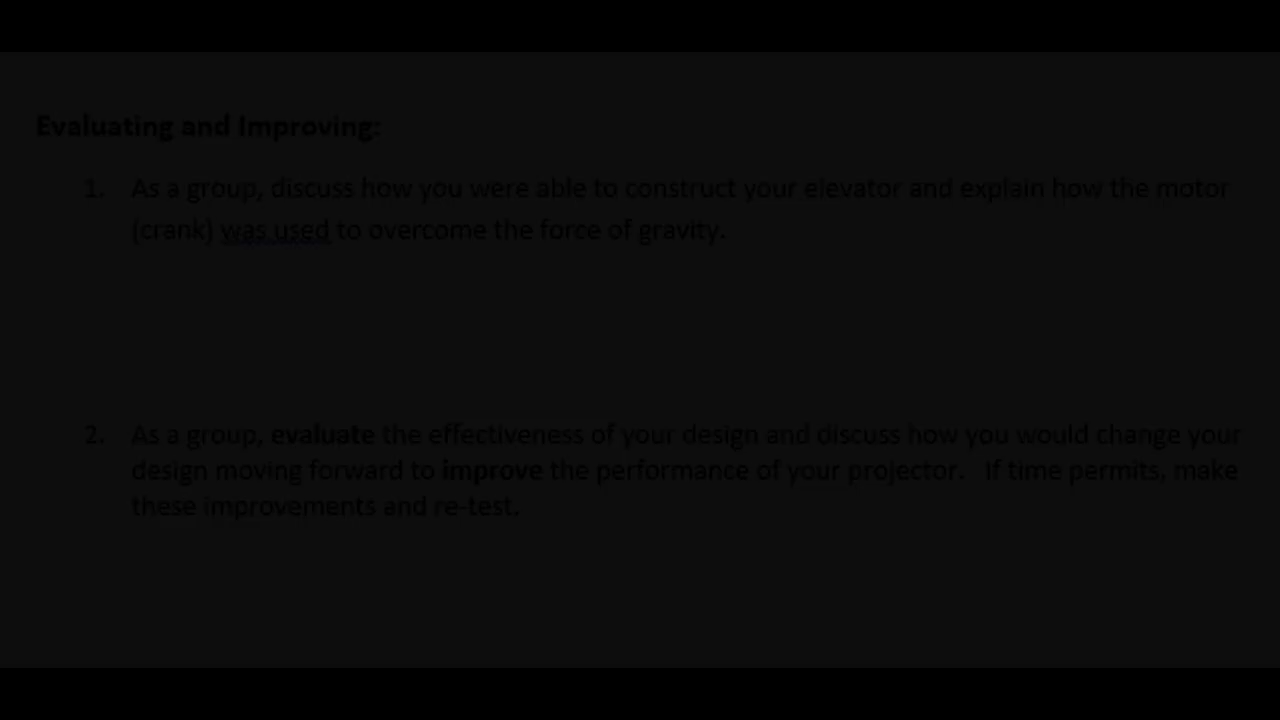 Evaluating and Improving:
1. As a group, discuss how you were able to construct your elevator and explain how the motor
(crank) was used to overcome the force of gravity.
2. As a group, evaluate the effectiveness of your design and discuss how you would change your
design moving forward to improve the performance of your projector. If time permits, make
these improvements and re-test.